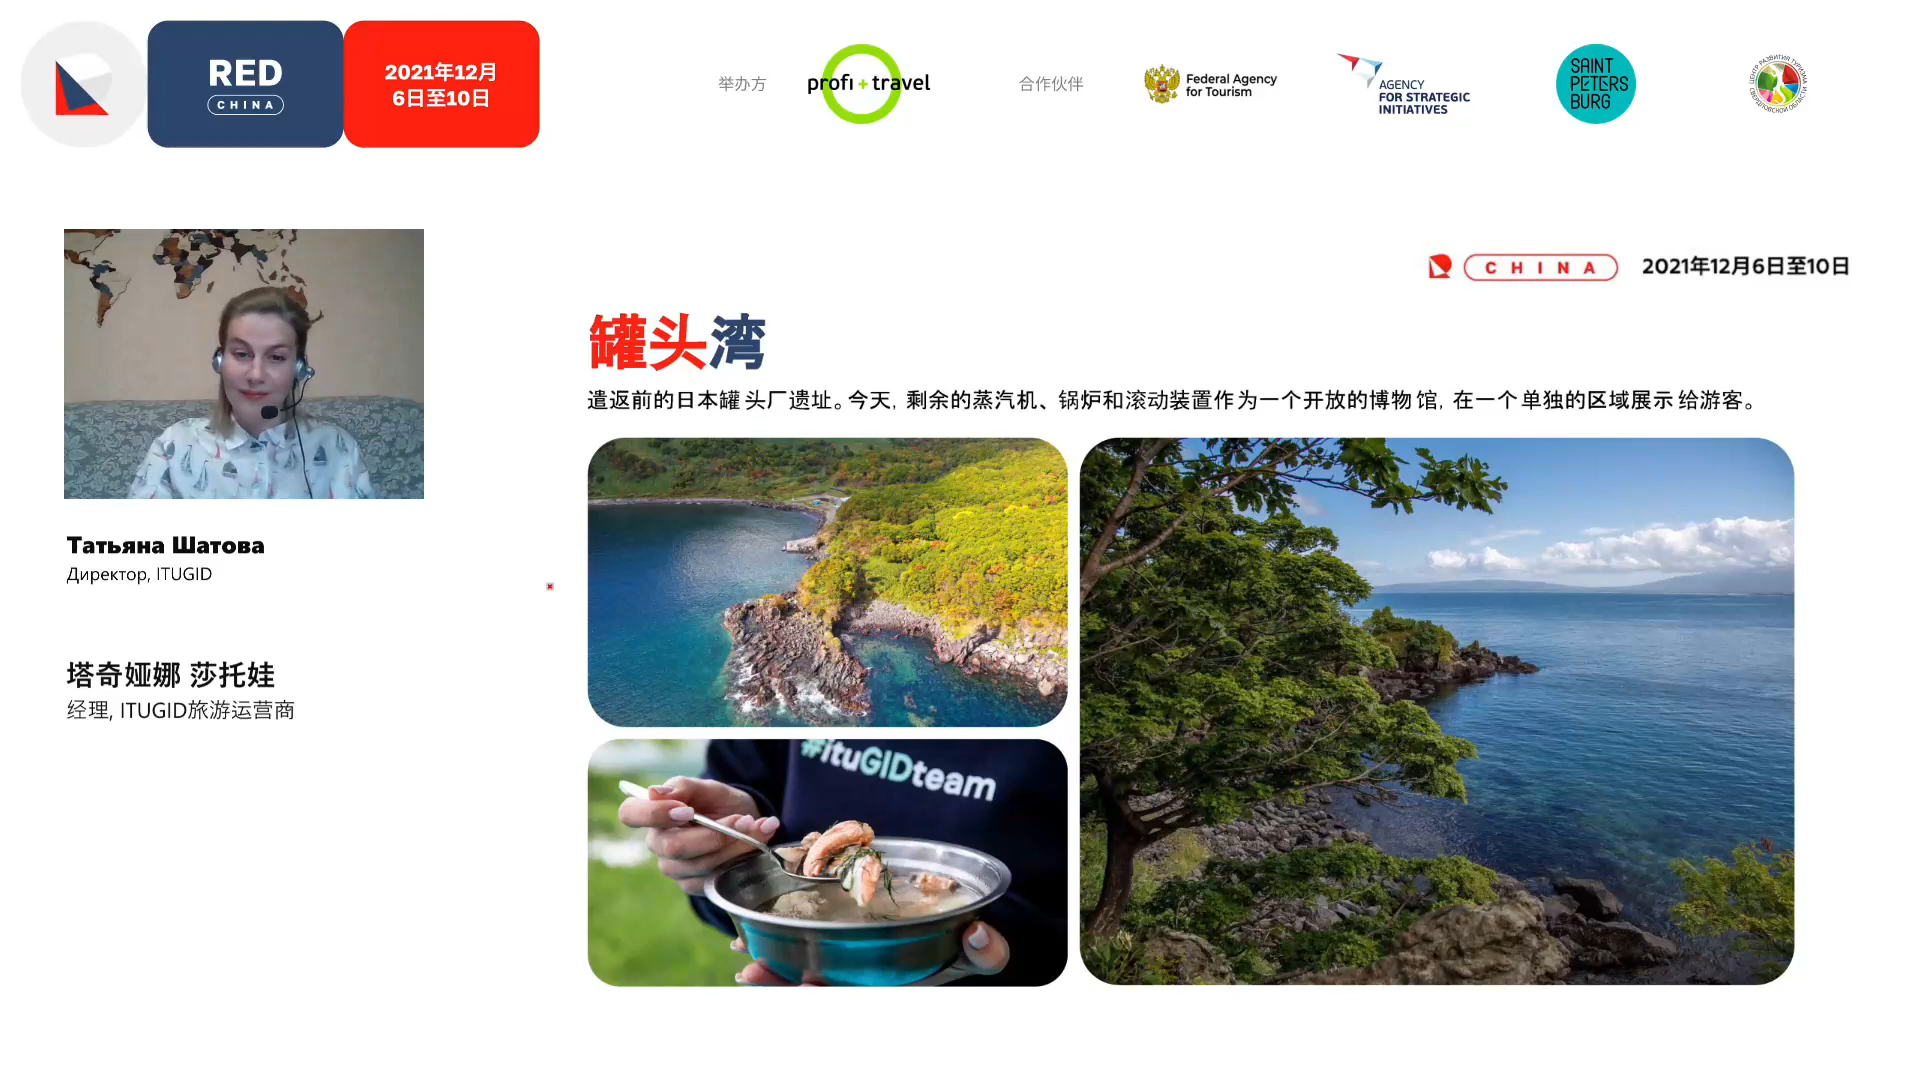 RED
CHINA
2021年12月
6日至10日
举办方
profi+travel
合作伙伴
Federal Agency
for Tourism
AGENCY
FOR STRATEGIC
INITIATIVES
SAINT
PETERS
BURG
ЦЕНТР РАЗВИТИЯ ТУРИЗМА
СВЕРДЛОВСКОЙ ОБЛАСТИ
CHINA
2021年12月6日至10日
罐头湾
遣返前的日本罐头厂遗址。今天, 剩余的蒸汽机、锅炉和滚动装置作为一个开放的博物馆, 在一个单独的区域展示给游客。
Татьяна Шатова
Директор, ITUGID
塔奇娅娜 莎托娃
经理, ITUGID旅游运营商
#ituGIDteam